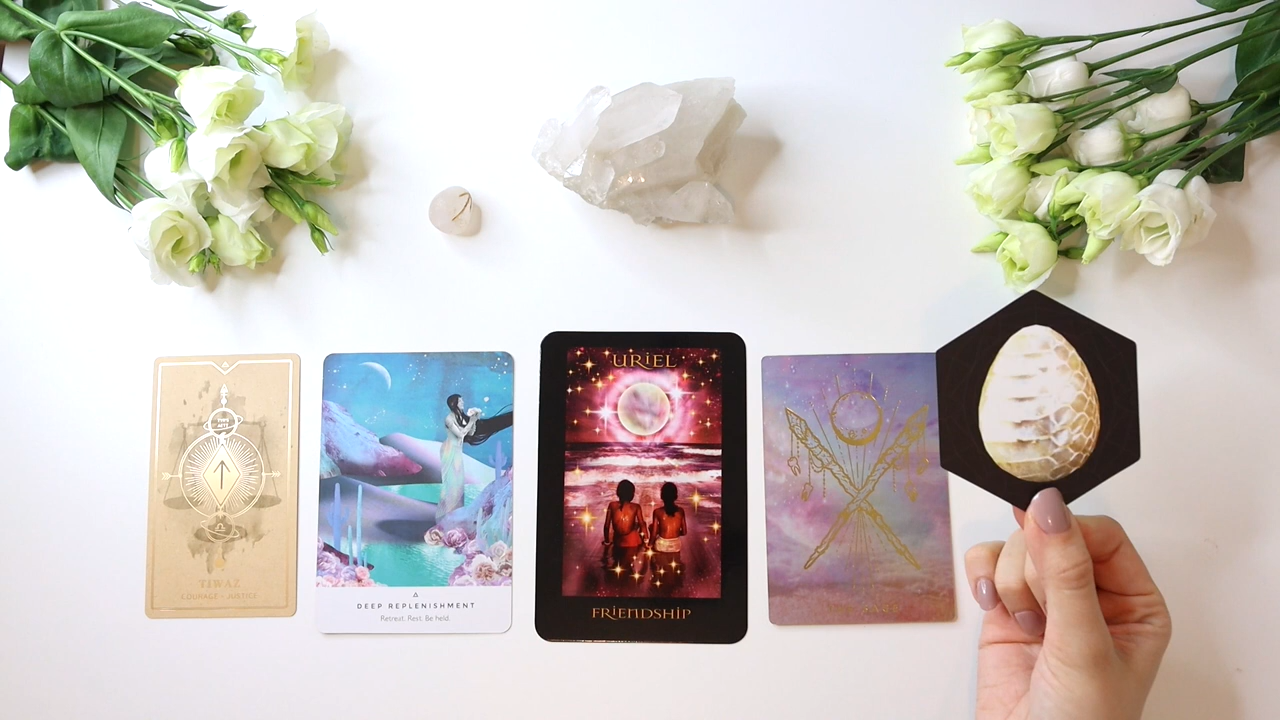 TIWAZ
COURAGE - JUSTICE
DEEP REPLENISHMENT
Retreat. Rest. Be held.
URIEL
FRIENDSHIP